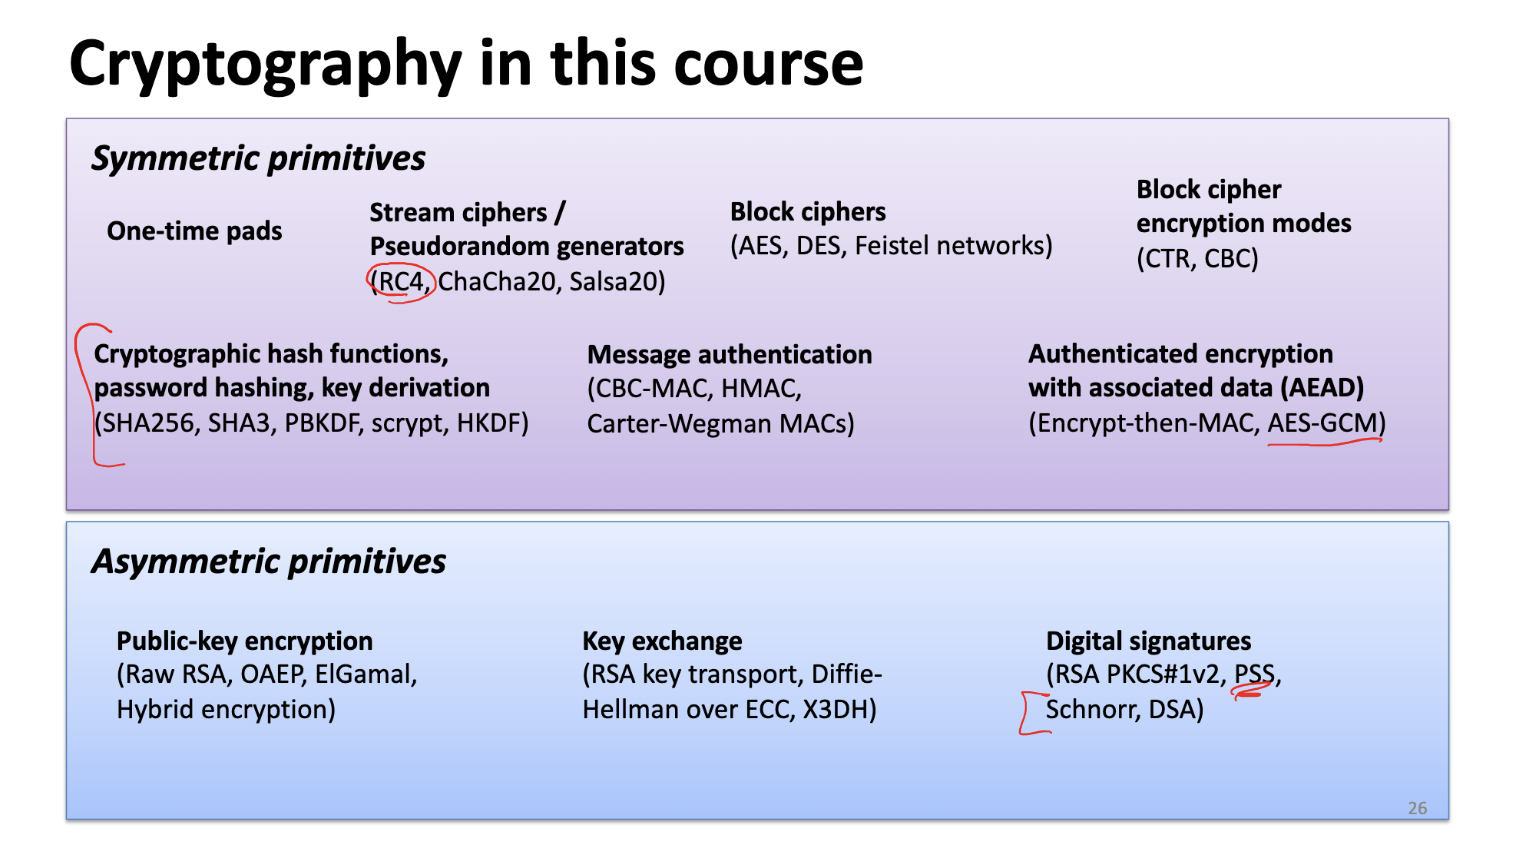 Cryptography in this course
Symmetric primitives
One-time pads
Stream ciphers /
Pseudorandom generators
(RC4, ChaCha20, Salsa20)
Block ciphers
(AES, DES, Feistel networks)
Block cipher
encryption modes
(CTR, CBC)
Cryptographic hash functions,
password hashing, key derivation
(SHA256, SHA3, PBKDF, scrypt, HKDF)
Message authentication
(CBC-MAC, HMAC,
Carter-Wegman MACs)
Authenticated encryption
with associated data (AEAD)
(Encrypt-then-MAC, AES-GCM)
Asymmetric primitives
Public-key encryption
(Raw RSA, OAEP, ElGamal,
Hybrid encryption)
Key exchange
(RSA key transport, Diffie-
Hellman over ECC, X3DH)
Digital signatures
(RSA PKCS#1v2, PSS,
Schnorr, DSA)
26